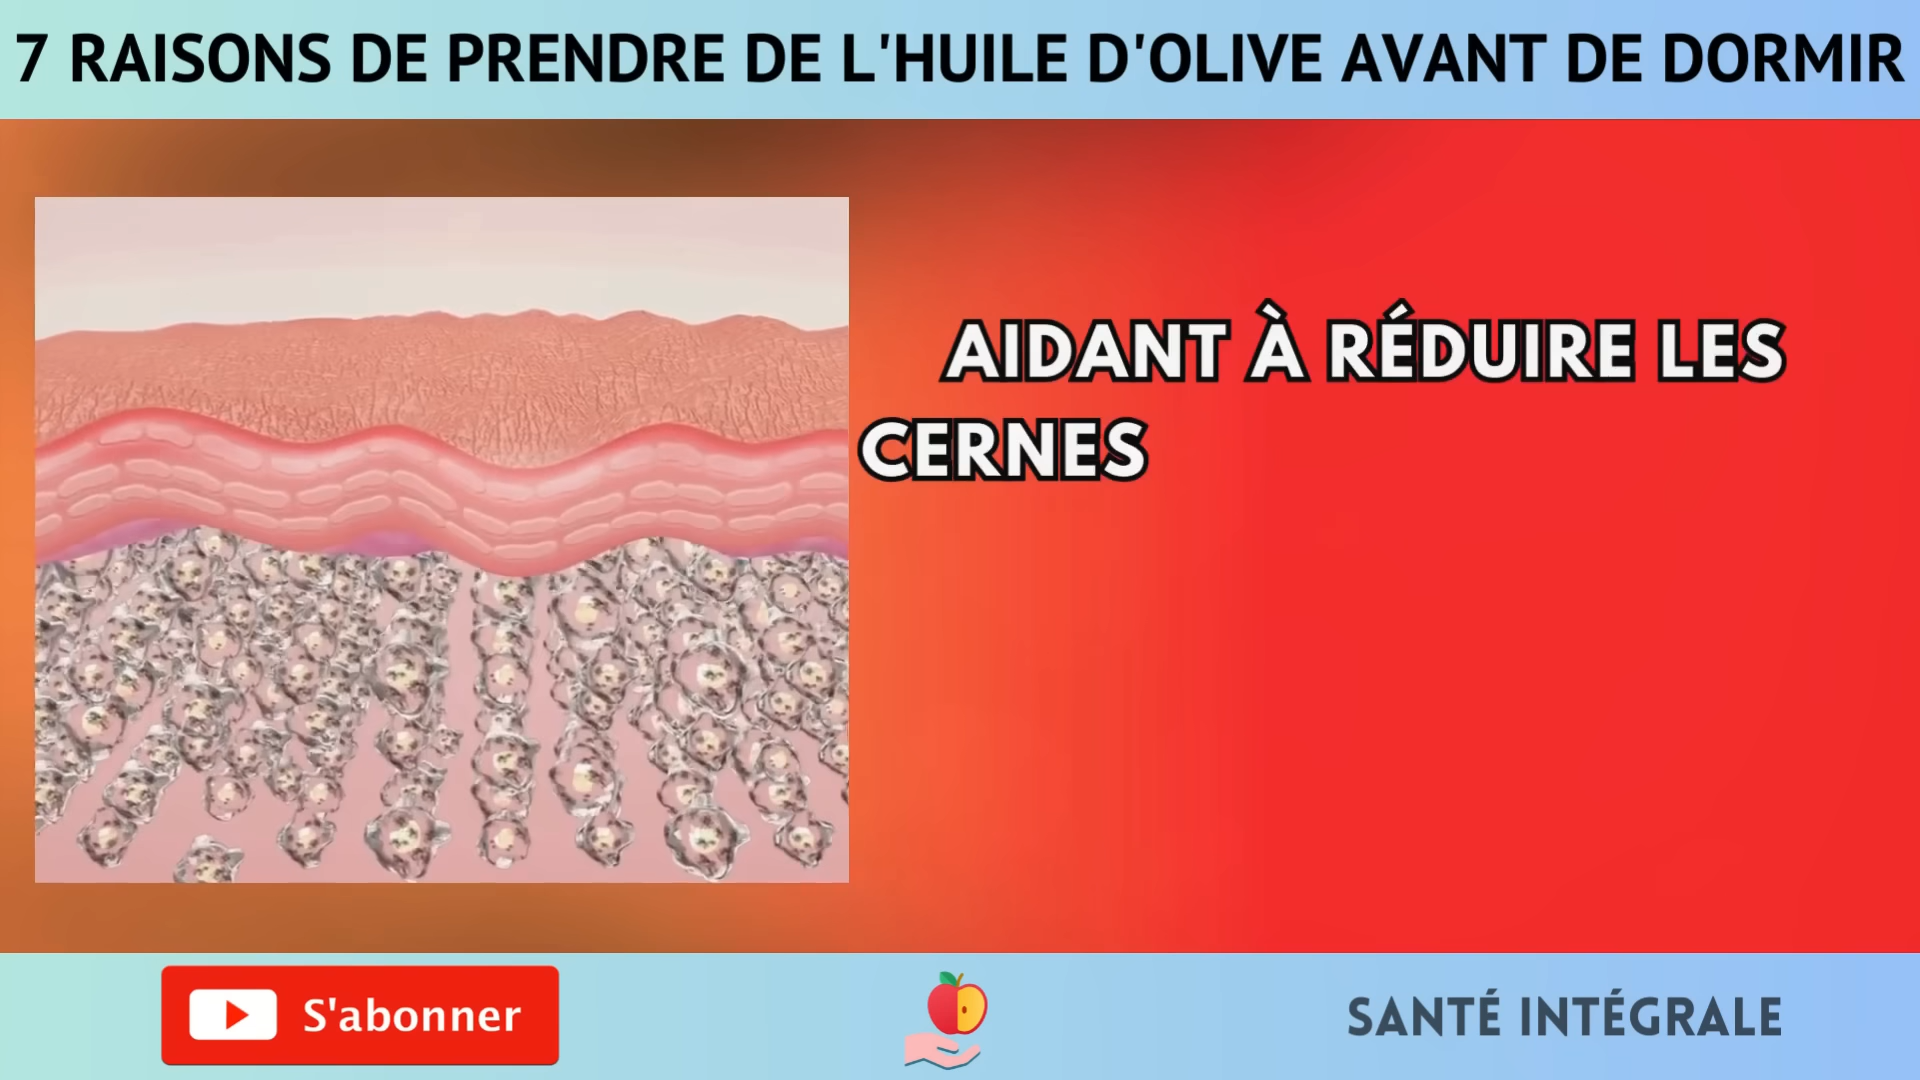 7 RAISONS DE PRENDRE DE L'HUILE D'OLIVE AVANT DE DORMIR
AIDANT À RÉDUIRE LES
CERNES
S'abonner
SANTÉ INTÉGRALE